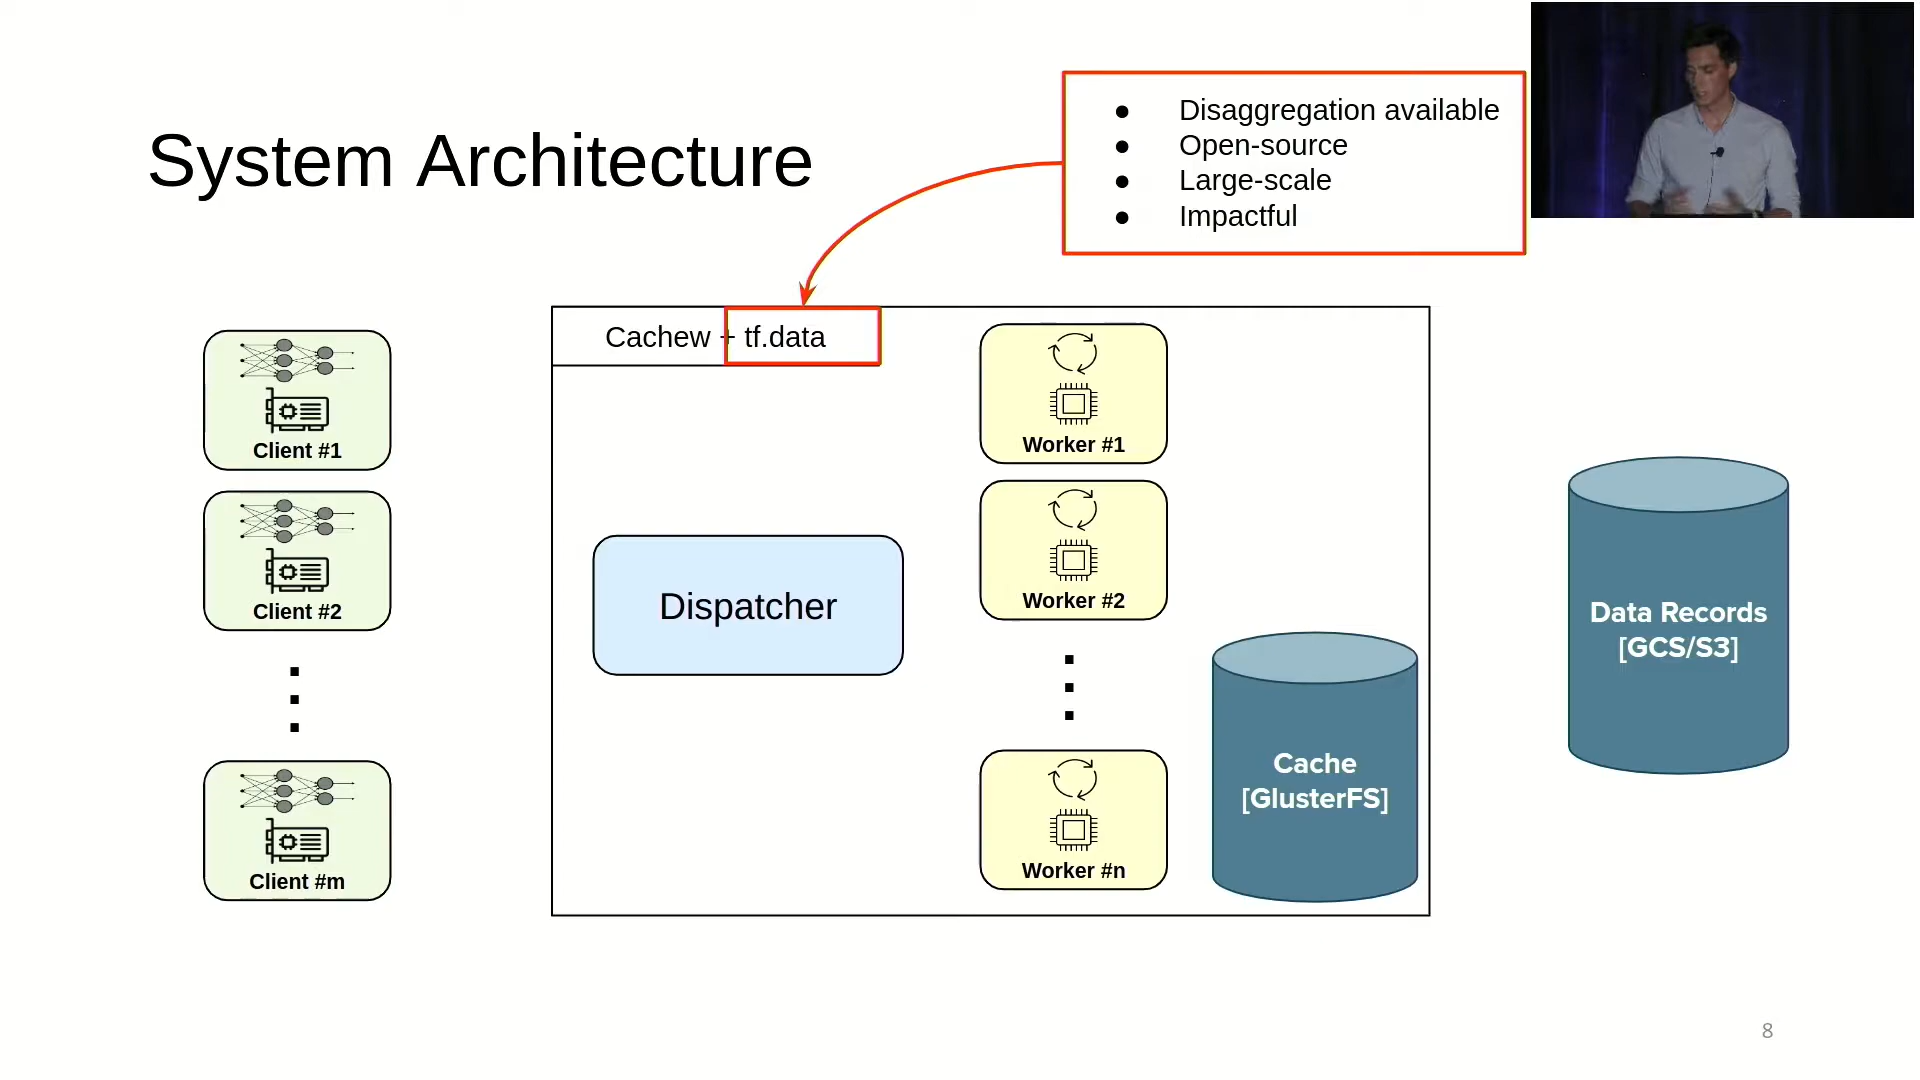 System Architecture
● Disaggregation available
● Open-source
● Large-scale
● Impactful
Cachew + tf.data
Client #1
Client #2
Client #m
Dispatcher
Worker #1
Worker #2
Worker #n
Cache
[GlusterFS]
Data Records
[GCS/S3]
8